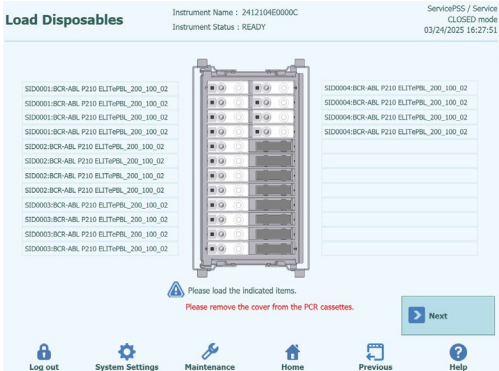 Load Disposables
Instrument Name : 2412104E0000C
Instrument Status : READY
ServicePSS / Service
CLOSED mode
03/24/2025 16:27:51
SID0001:BCR-ABL P210 ELITePBL_200_100_02
SID0001:BCR-ABL P210 ELITePBL_200_100_02
SID0001:BCR-ABL P210 ELITePBL_200_100_02
SID0001:BCR-ABL P210 ELITePBL_200_100_02
SID002:BCR-ABL P210 ELITePBL_200_100_02
SID002:BCR-ABL P210 ELITePBL_200_100_02
SID002:BCR-ABL P210 ELITePBL_200_100_02
SID002:BCR-ABL P210 ELITePBL_200_100_02
SID0003:BCR-ABL P210 ELITePBL_200_100_02
SID0003:BCR-ABL P210 ELITePBL_200_100_02
SID0003:BCR-ABL P210 ELITePBL_200_100_02
SID0003:BCR-ABL P210 ELITePBL_200_100_02
SID0004:BCR-ABL P210 ELITePBL_200_100_02
SID0004:BCR-ABL P210 ELITePBL_200_100_02
SID0004:BCR-ABL P210 ELITePBL_200_100_02
SID0004:BCR-ABL P210 ELITePBL_200_100_02
Please load the indicated items.
Please remove the cover from the PCR cassettes.
Next
Log out
System Settings
Maintenance
Home
Previous
Help